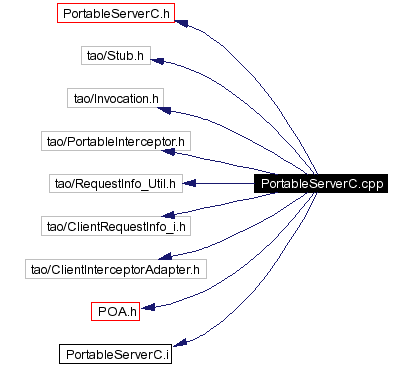 PortableServerC.h
tao/Stub.h
tao/Invocation.h
tao/PortableInterceptor.h
tao/RequestInfo_Util.h
PortableServerC.cpp
tao/ClientRequestInfo_i.h
tao/ClientInterceptorAdapter.h
POA.h
PortableServerC.i